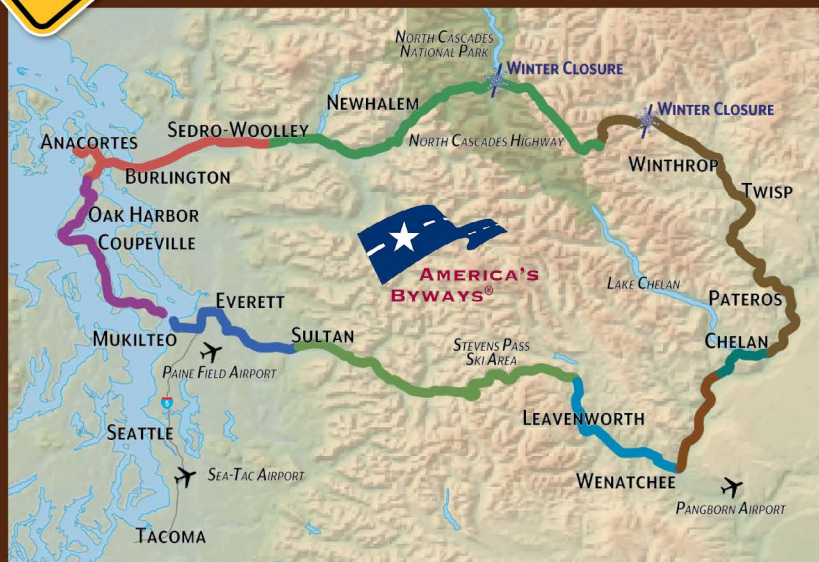 NORTH CASCADES
NATIONAL PARK
WINTER CLOSURE
NEWHALEM
WINTER CLOSURE
SEDRO-WOOLLEY
ANACORTES
NORTH CASCADES HIGHWAY
WINTHROP
BURLINGTON
TWISP
OAK HARBOR
COUPEVILLE
AMERICA'S
BYWAYS®
LAKE CHELAN
PATEROS
EVERETT
MUKILTEO
SULTAN
CHELAN
STEVENS PASS
SKI AREA
PAINE FIELD AIRPORT
5
LEAVENWORTH
SEATTLE
SEA-TAC AIRPORT
WENATCHEE
PANGBORN AIRPORT
TACOMA